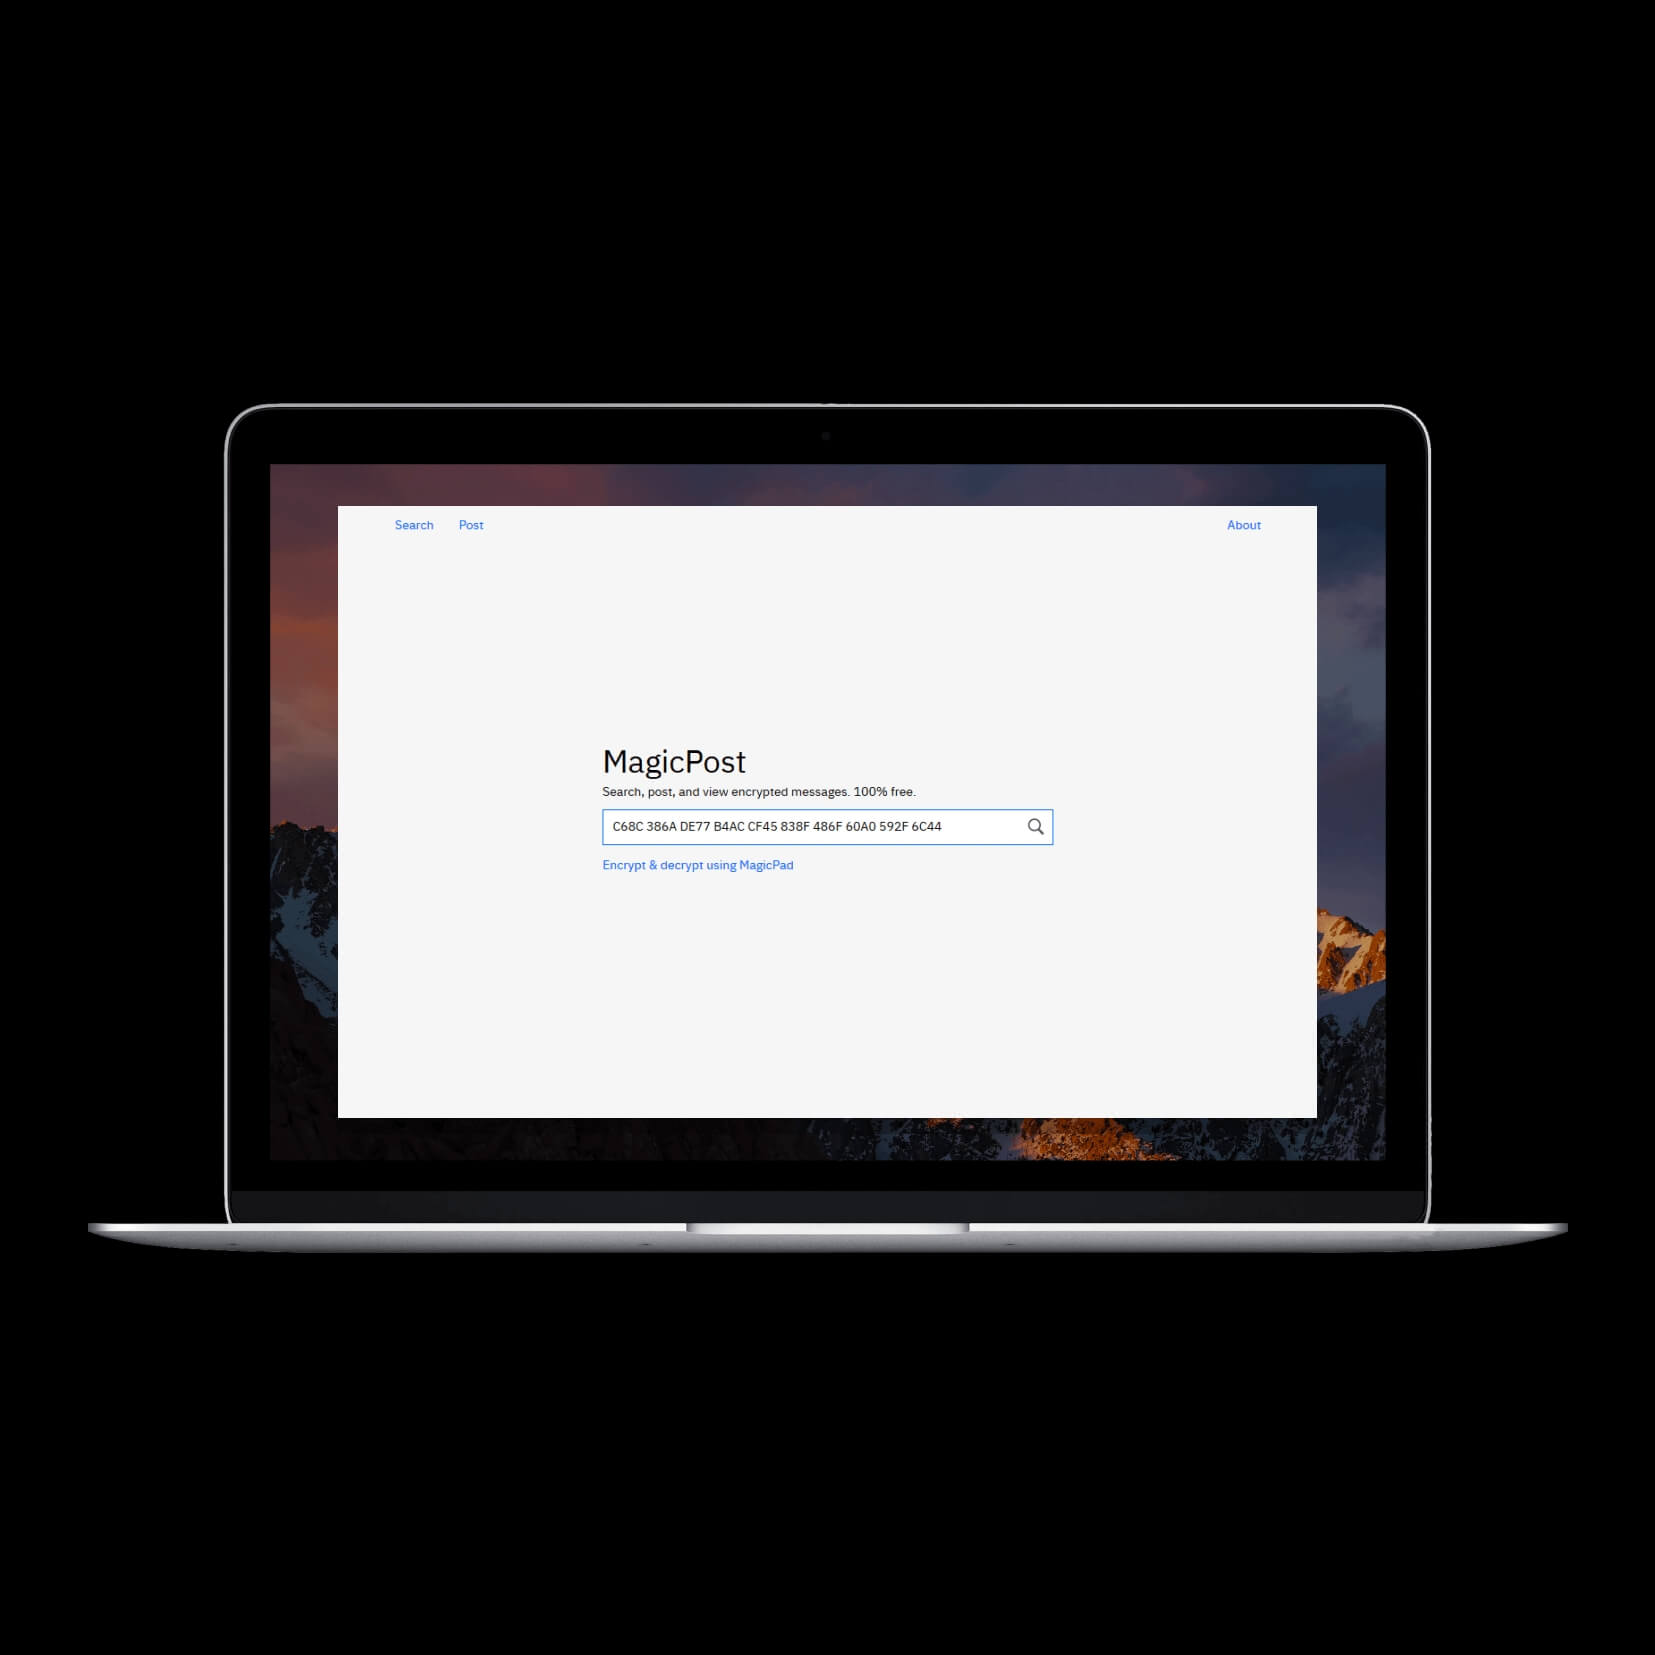 Search Post About
MagicPost
Search, post, and view encrypted messages. 100% free.
C68C 386A DE77 B4AC CF45 838F 486F 60A0 592F 6C44
Encrypt & decrypt using MagicPad